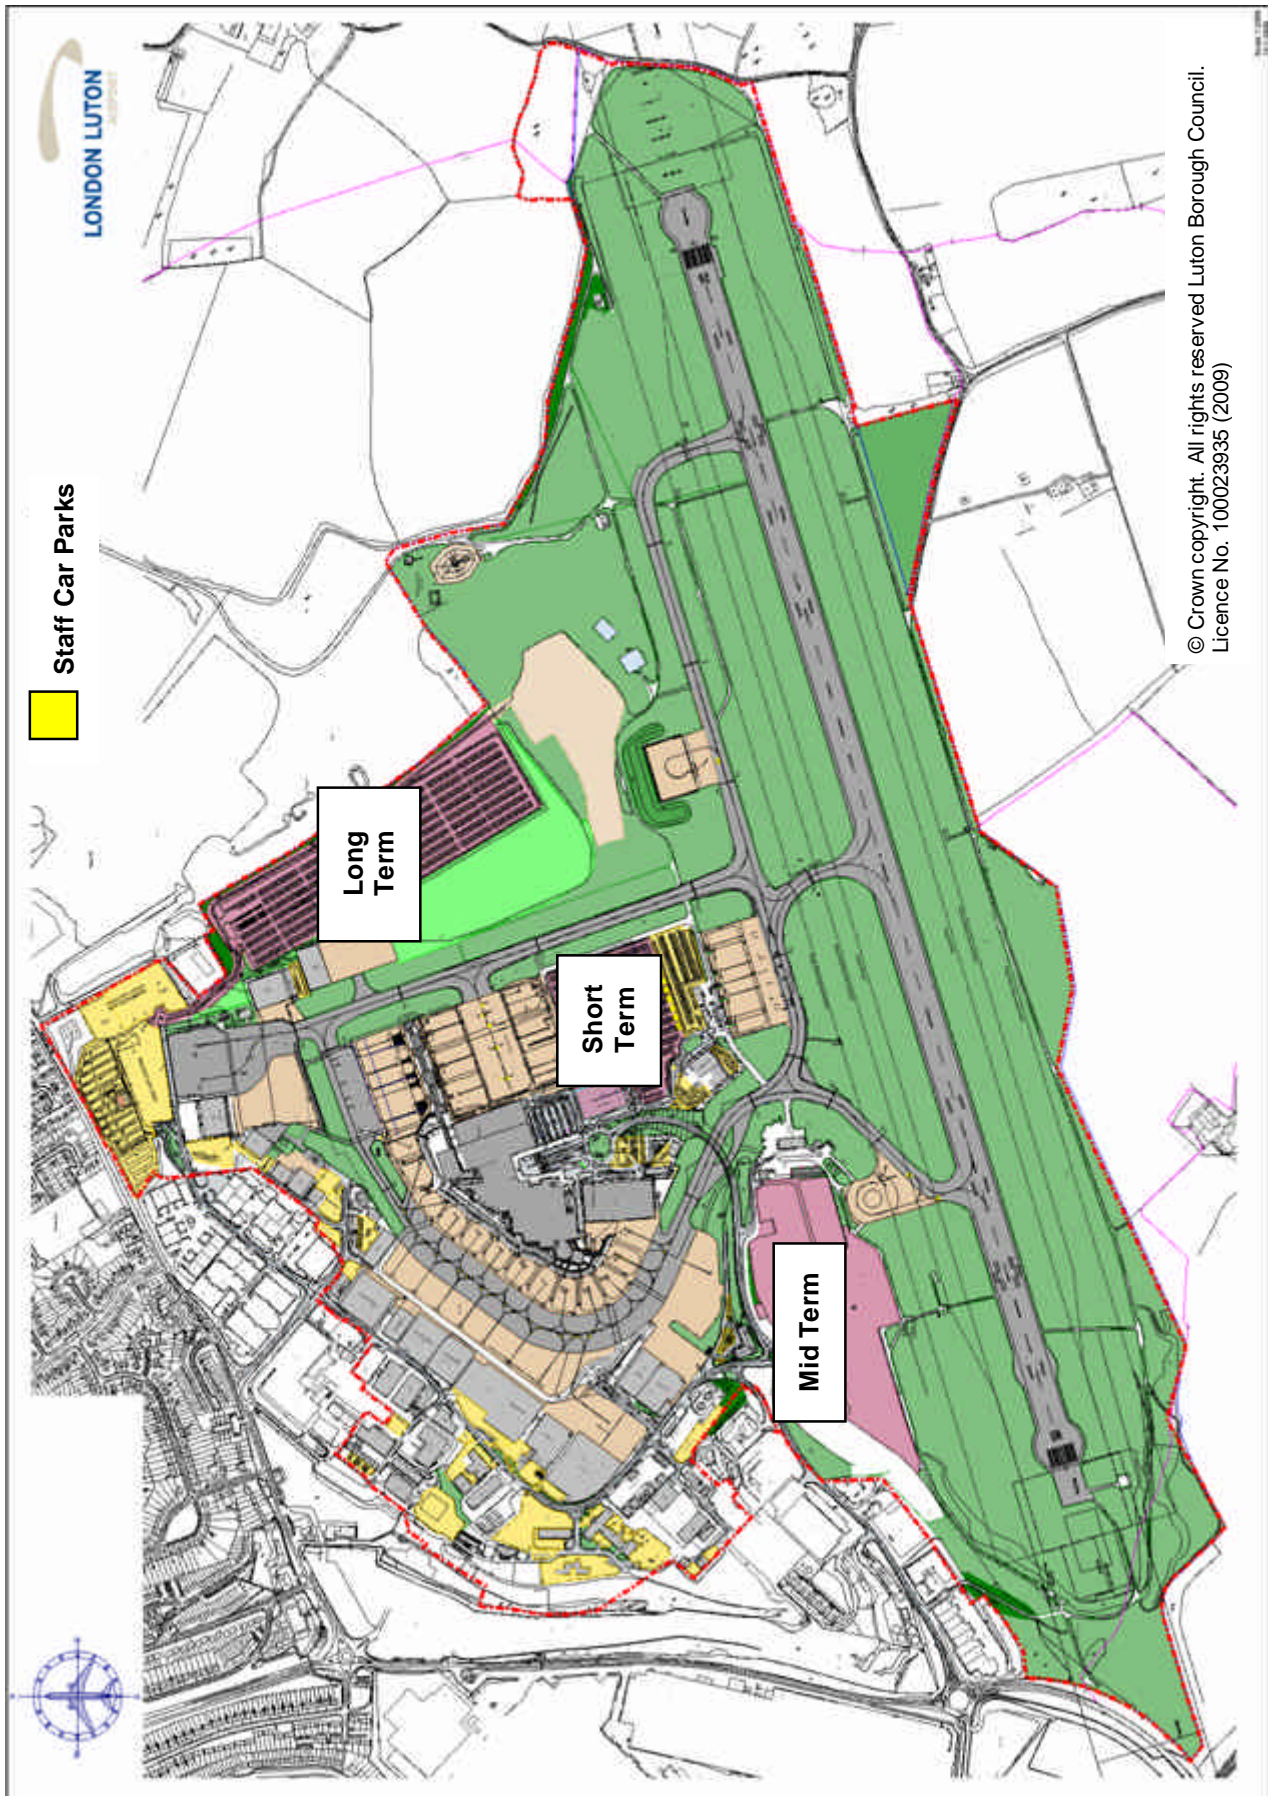 LONDON LUTON
AIRPORT
Staff Car Parks
Long
Term
Short
Term
Mid Term
© Crown copyright. All rights reserved Luton Borough Council.
Licence No. 100023935 (2009)